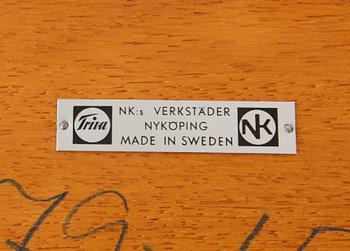 Triva
NK:s VERKSTÄDER
NYKÖPING
MADE IN SWEDEN
NK